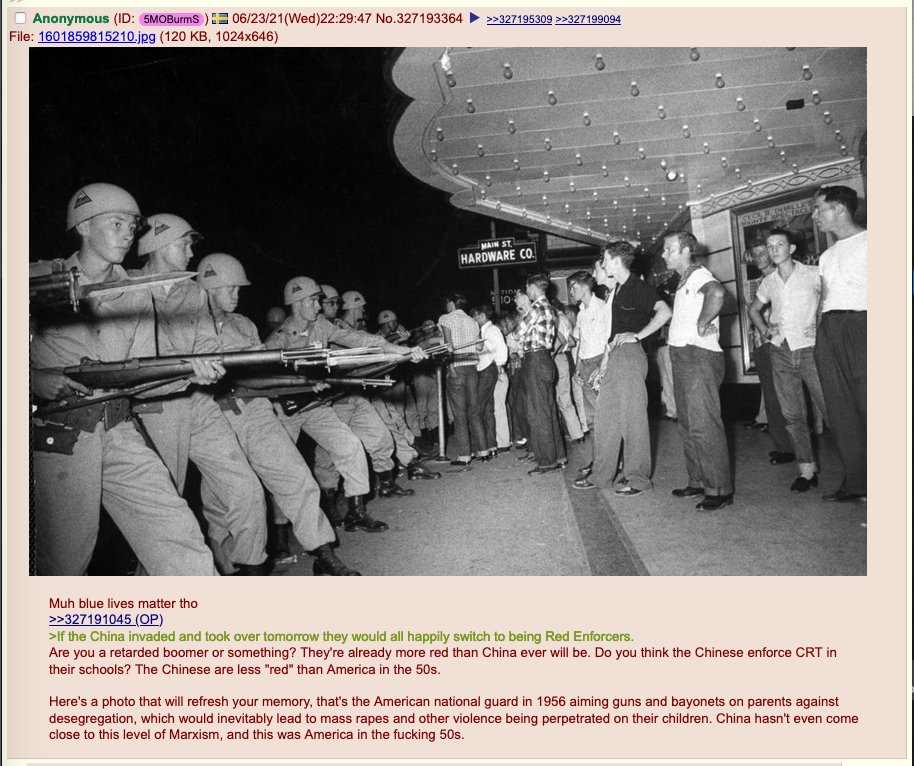 Anonymous (ID: 5MOBurmS) 06/23/21(Wed)22:29:47 No.327193364 ▶ >>327195309 >>327199094
File: 1601859815210.jpg (120 KB, 1024x646)
MAIN ST.
HARDWARE CO.
CECIL B. DEMILLE'S
MIGHTY SPECTACLE
Muh blue lives matter tho
>>327191045 (OP)
>If the China invaded and took over tomorrow they would all happily switch to being Red Enforcers.
Are you a retarded boomer or something? They're already more red than China ever will be. Do you think the Chinese enforce CRT in
their schools? The Chinese are less "red" than America in the 50s.
Here's a photo that will refresh your memory, that's the American national guard in 1956 aiming guns and bayonets on parents against
desegregation, which would inevitably lead to mass rapes and other violence being perpetrated on their children. China hasn't even come
close to this level of Marxism, and this was America in the fucking 50s.